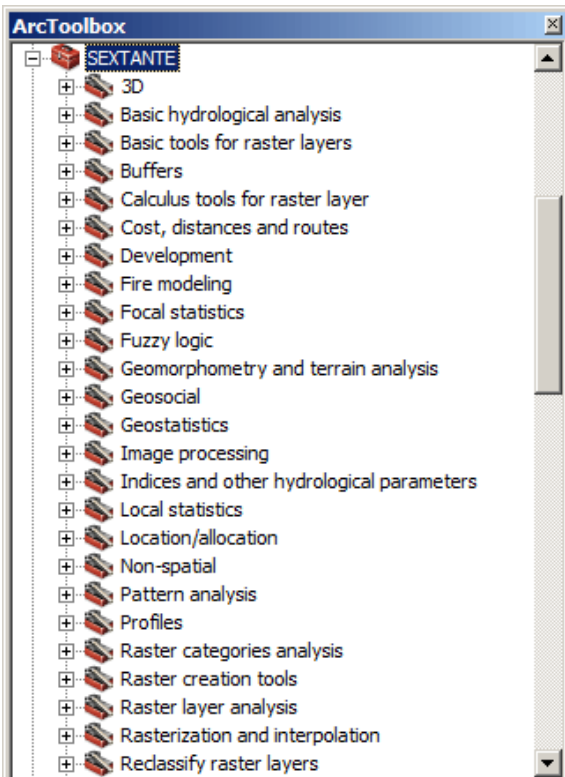 ArcToolbox
SEXTANTE
3D
Basic hydrological analysis
Basic tools for raster layers
Buffers
Calculus tools for raster layer
Cost, distances and routes
Development
Fire modeling
Focal statistics
Fuzzy logic
Geomorphometry and terrain analysis
Geosocial
Geostatistics
Image processing
Indices and other hydrological parameters
Local statistics
Location/allocation
Non-spatial
Pattern analysis
Profiles
Raster categories analysis
Raster creation tools
Raster layer analysis
Rasterization and interpolation
Reclassify raster layers